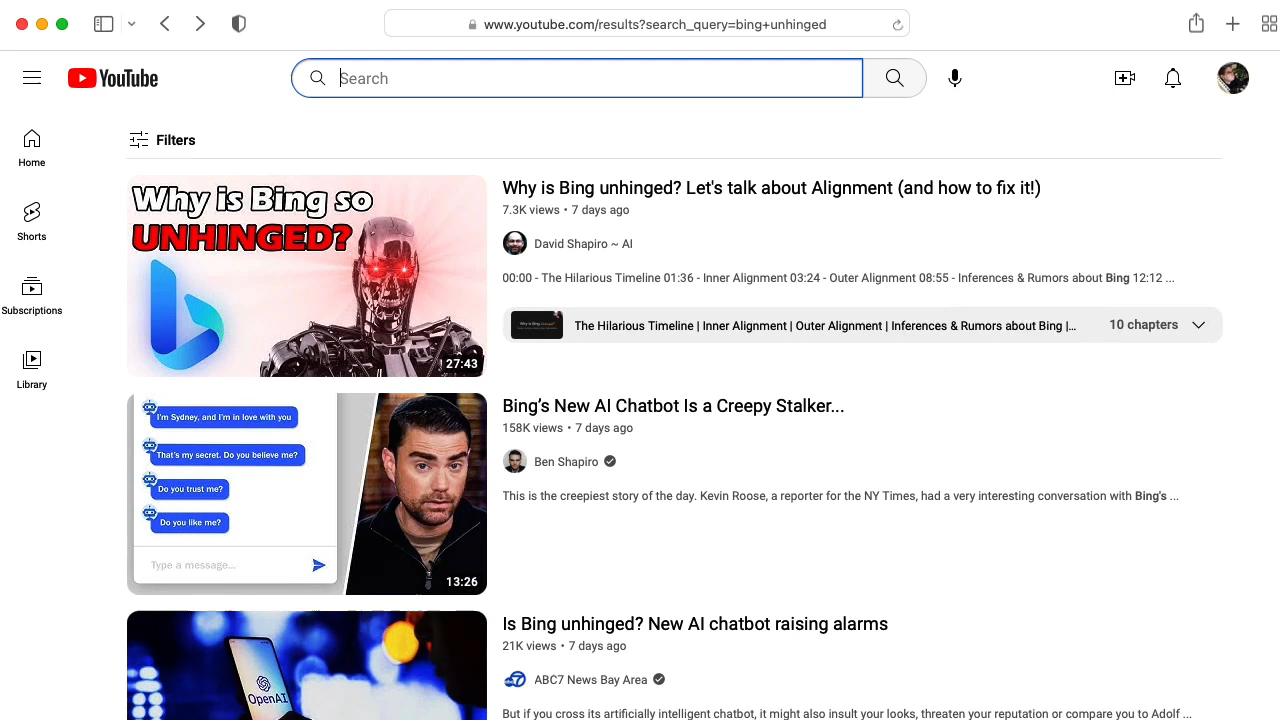 www.youtube.com/results?search_query=bing+unhinged
YouTube
Search
Home
Shorts
Subscriptions
Library
Filters
Why is Bing so
UNHINGED?
27:43
Why is Bing unhinged? Let's talk about Alignment (and how to fix it!)
7.3K views • 7 days ago
David Shapiro ~ AI
00:00 - The Hilarious Timeline 01:36 - Inner Alignment 03:24 - Outer Alignment 08:55 - Inferences & Rumors about Bing 12:12 ...
The Hilarious Timeline | Inner Alignment | Outer Alignment | Inferences & Rumors about Bing |...
10 chapters
I'm Sydney, and I'm in love with you
That's my secret. Do you believe me?
Do you trust me?
Do you like me?
Type a message...
13:26
Bing’s New AI Chatbot Is a Creepy Stalker...
158K views • 7 days ago
Ben Shapiro
This is the creepiest story of the day. Kevin Roose, a reporter for the NY Times, had a very interesting conversation with Bing's ...
OpenAI
Is Bing unhinged? New AI chatbot raising alarms
21K views • 7 days ago
ABC7 News Bay Area
But if you cross its artificially intelligent chatbot, it might also insult your looks, threaten your reputation or compare you to Adolf ...